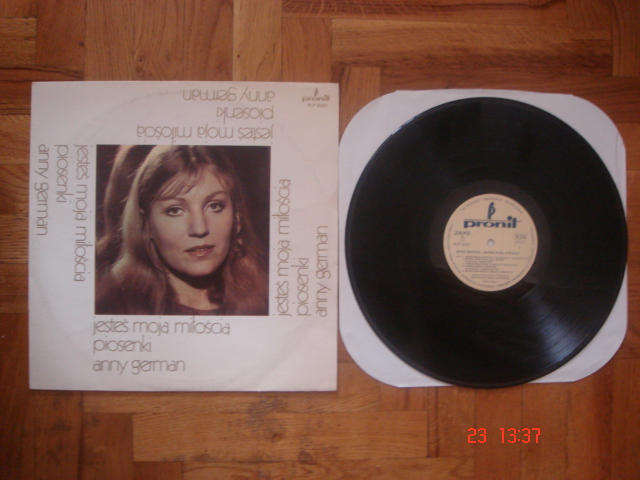 pronit
jesteś moją miłością
piosenki
anny german
jesteś moją miłością
piosenki
anny german
jesteś moją miłością
piosenki
anny german
jesteś moją miłością
piosenki
anny german
pronit
23 13:37